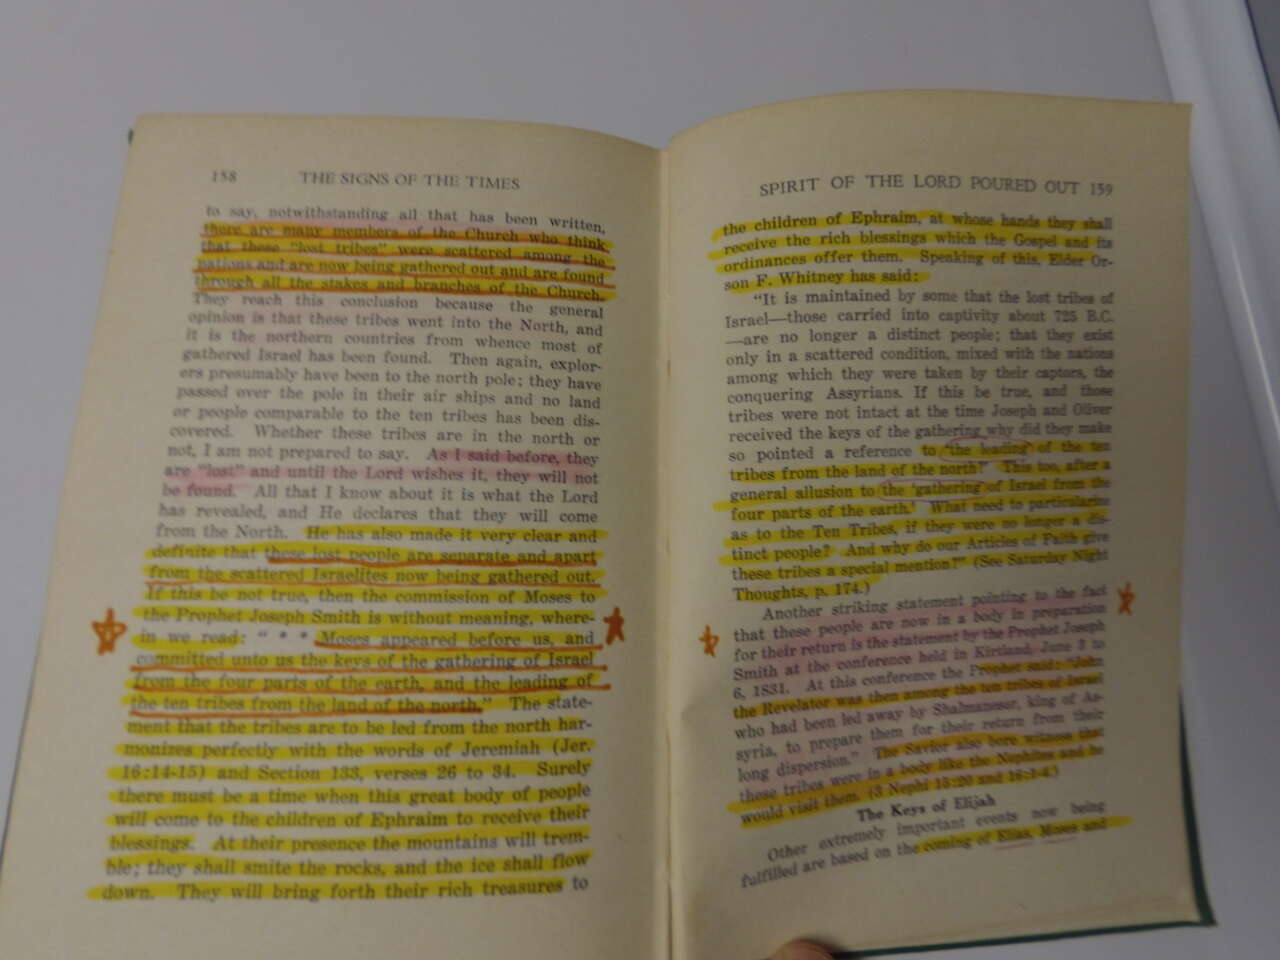 158 THE SIGNS OF THE TIMES
to say, notwithstanding all that has been written,
there are many members of the Church who think
that these "lost tribes" were scattered among the
nations and are now being gathered out and are found
through all the stakes and branches of the Church.
They reach this conclusion because the general
opinion is that these tribes went into the North, and
it is the northern countries from whence most of
gathered Israel has been found. Then again, explor-
ers presumably have been to the north pole; they have
passed over the pole in their air ships and no land
or people comparable to the ten tribes has been dis-
covered. Whether these tribes are in the north or
not, I am not prepared to say. As I said before, they
are "lost" and until the Lord wishes it, they will not
be found. All that I know about it is what the Lord
has revealed, and He declares that they will come
from the North. He has also made it very clear and
definite that these lost people are separate and apart
from the scattered Israelites now being gathered out.
If this be not true, then the commission of Moses to
the Prophet Joseph Smith is without meaning, where-
in we read: " * * * Moses appeared before us, and
committed unto us the keys of the gathering of Israel
from the four parts of the earth, and the leading of
the ten tribes from the land of the north." The state-
ment that the tribes are to be led from the north har-
monizes perfectly with the words of Jeremiah (Jer.
16:14-15) and Section 133, verses 26 to 34. Surely
there must be a time when this great body of people
will come to the children of Ephraim to receive their
blessings. At their presence the mountains will trem-
ble; they shall smite the rocks, and the ice shall flow
down. They will bring forth their rich treasures to
SPIRIT OF THE LORD POURED OUT 159
the children of Ephraim, at whose hands they shall
receive the rich blessings which the Gospel and its
ordinances offer them. Speaking of this, Elder Or-
son F. Whitney has said:
"It is maintained by some that the lost tribes of
Israel—those carried into captivity about 725 B.C.
—are no longer a distinct people; that they exist
only in a scattered condition, mixed with the nations
among which they were taken by their captors, the
conquering Assyrians. If this be true, and those
tribes were not intact at the time Joseph and Oliver
received the keys of the gathering why did they make
so pointed a reference to 'the leading of the ten
tribes from the land of the north?' This too, after a
general allusion to the 'gathering of Israel from the
four parts of the earth.' What need to particularize
as to the Ten Tribes, if they were no longer a dis-
tinct people? And why do our Articles of Faith give
these tribes a special mention?" (See Saturday Night
Thoughts, p. 174.)
Another striking statement pointing to the fact
that these people are now in a body in preparation
for their return is the statement by the Prophet Joseph
Smith at the conference held in Kirtland, June 3 to
6, 1831. At this conference the Prophet said: "John
the Revelator was then among the ten tribes of Israel
who had been led away by Shalmaneser, king of As-
syria, to prepare them for their return from their
long dispersion." The Savior also bore witness that
these tribes were in a body like the Nephites and he
would visit them. (3 Nephi 15:20 and 16:1-4.)
The Keys of Elijah
Other extremely important events now being
fulfilled are based on the coming of Elias, Moses and